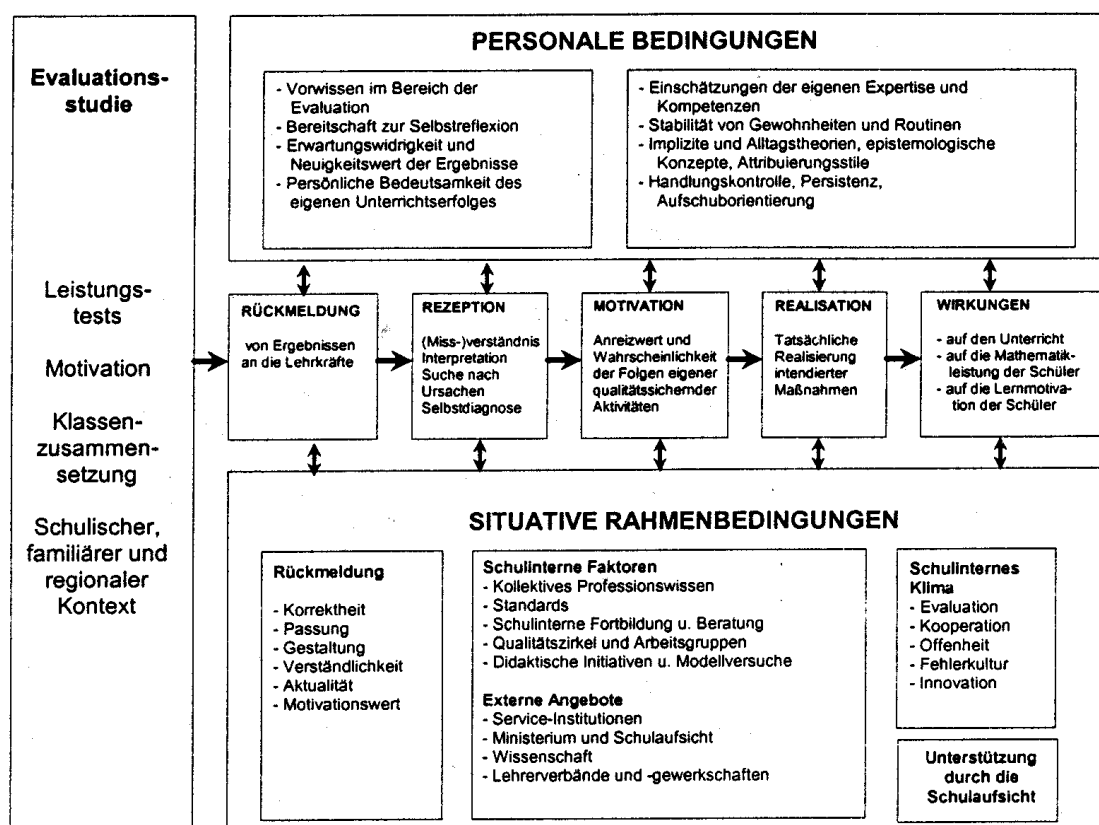 Evaluations-
studie
Leistungs-
tests
Motivation
Klassen-
zusammen-
setzung
Schulischer,
familiärer und
regionaler
Kontext
PERSONALE BEDINGUNGEN
- Vorwissen im Bereich der
Evaluation
- Bereitschaft zur Selbstreflexion
- Erwartungswidrigkeit und
Neuigkeitswert der Ergebnisse
- Persönliche Bedeutsamkeit des
eigenen Unterrichtserfolges
- Einschätzungen der eigenen Expertise und
Kompetenzen
- Stabilität von Gewohnheiten und Routinen
- Implizite und Alltagstheorien, epistemologische
Konzepte, Attribuierungsstile
- Handlungskontrolle, Persistenz,
Aufschuborientierung
RÜCKMELDUNG
von Ergebnissen
an die Lehrkräfte
REZEPTION
(Miss-)verständnis
Interpretation
Suche nach
Ursachen
Selbstdiagnose
MOTIVATION
Anreizwert und
Wahrscheinlichkeit
der Folgen eigener
qualitätssichernder
Aktivitäten
REALISATION
Tatsächliche
Realisierung
intendierter
Maßnahmen
WIRKUNGEN
- auf den Unterricht
- auf die Mathematik-
leistung der Schüler
- auf die Lernmotiva-
tion der Schüler
SITUATIVE RAHMENBEDINGUNGEN
Rückmeldung
- Korrektheit
- Passung
- Gestaltung
- Verständlichkeit
- Aktualität
- Motivationswert
Schulinterne Faktoren
- Kollektives Professionswissen
- Standards
- Schulinterne Fortbildung u. Beratung
- Qualitätszirkel und Arbeitsgruppen
- Didaktische Initiativen u. Modellversuche
Externe Angebote
- Service-Institutionen
- Ministerium und Schulaufsicht
- Wissenschaft
- Lehrerverbände und -gewerkschaften
Schulinternes
Klima
- Evaluation
- Kooperation
- Offenheit
- Fehlerkultur
- Innovation
Unterstützung
durch die
Schulaufsicht